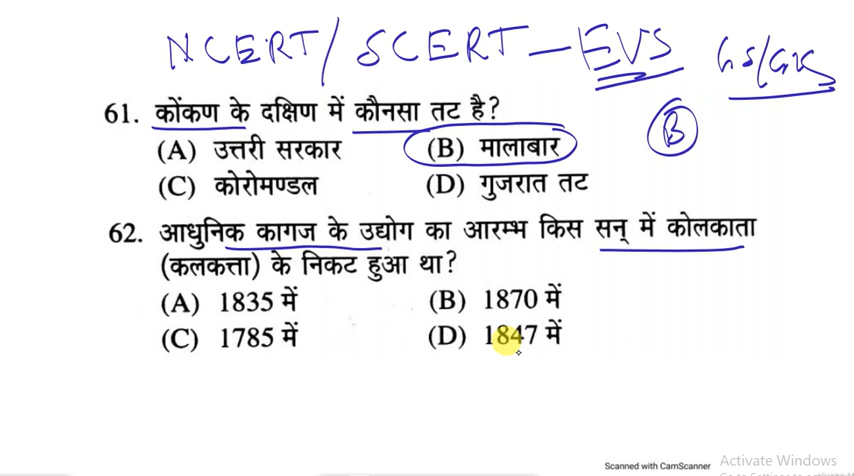 NCERT/SCERT-EVS GS/GK
61. कोंकण के दक्षिण में कौनसा तट है?
(A) उत्तरी सरकार (B) मालाबार
B
(C) कोरोमण्डल (D) गुजरात तट
62. आधुनिक कागज के उद्योग का आरम्भ किस सन् में कोलकाता
(कलकत्ता) के निकट हुआ था?
(A) 1835 में (B) 1870 में
(C) 1785 में (D) 1847 में
Scanned with CamScanner
Activate Windows